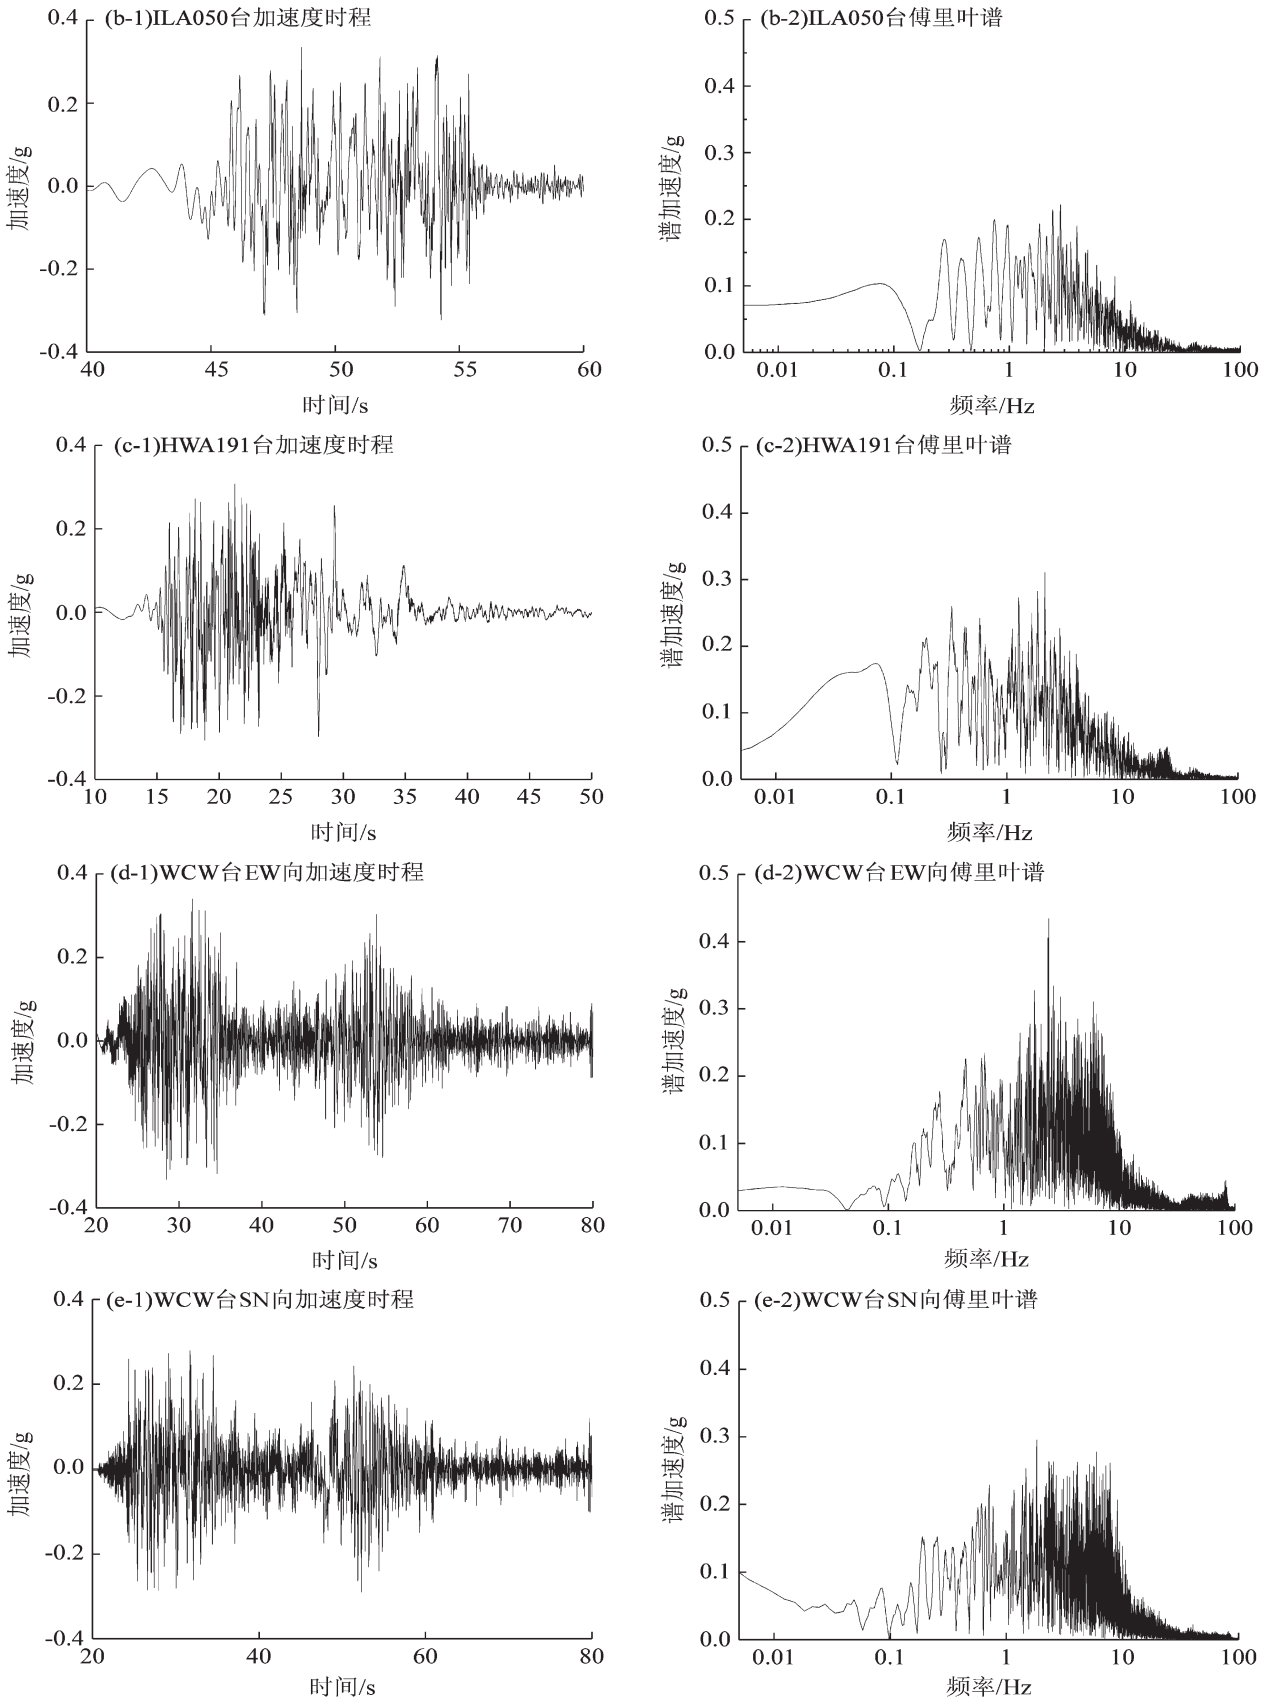 (b-1)ILA050台加速度时程
0.4
0.2
0.0
-0.2
-0.4
加速度/g
40 45 50 55 60
时间/s
(b-2)ILA050台傅里叶谱
0.5
0.4
0.3
0.2
0.1
0.0
谱加速度/g
0.01 0.1 1 10 100
频率/Hz
(c-1)HWA191台加速度时程
0.4
0.2
0.0
-0.2
-0.4
加速度/g
10 15 20 25 30 35 40 45 50
时间/s
(c-2)HWA191台傅里叶谱
0.5
0.4
0.3
0.2
0.1
0.0
谱加速度/g
0.01 0.1 1 10 100
频率/Hz
(d-1)WCW台EW向加速度时程
0.4
0.2
0.0
-0.2
-0.4
加速度/g
20 30 40 50 60 70 80
时间/s
(d-2)WCW台EW向傅里叶谱
0.5
0.4
0.3
0.2
0.1
0.0
谱加速度/g
0.01 0.1 1 10 100
频率/Hz
(e-1)WCW台SN向加速度时程
0.4
0.2
0.0
-0.2
-0.4
加速度/g
20 40 60 80
时间/s
(e-2)WCW台SN向傅里叶谱
0.5
0.4
0.3
0.2
0.1
0.0
谱加速度/g
0.01 0.1 1 10 100
频率/Hz